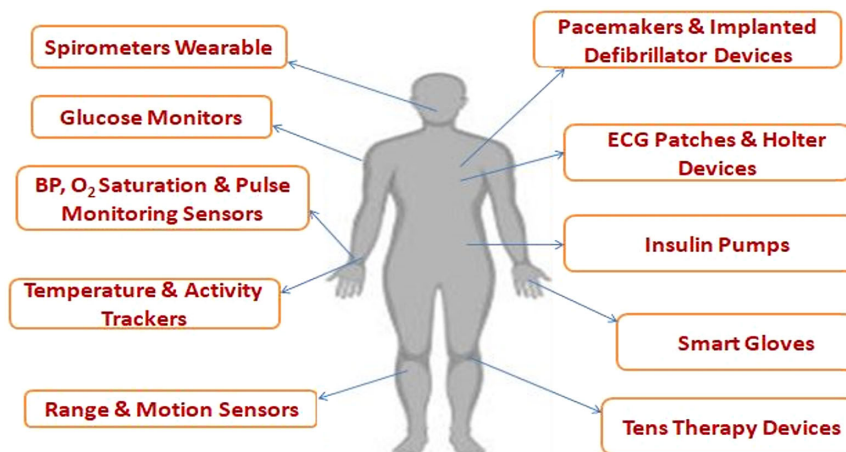 Spirometers Wearable
Glucose Monitors
BP, O₂ Saturation & Pulse
Monitoring Sensors
Temperature & Activity
Trackers
Range & Motion Sensors
Pacemakers & Implanted
Defibrillator Devices
ECG Patches & Holter
Devices
Insulin Pumps
Smart Gloves
Tens Therapy Devices